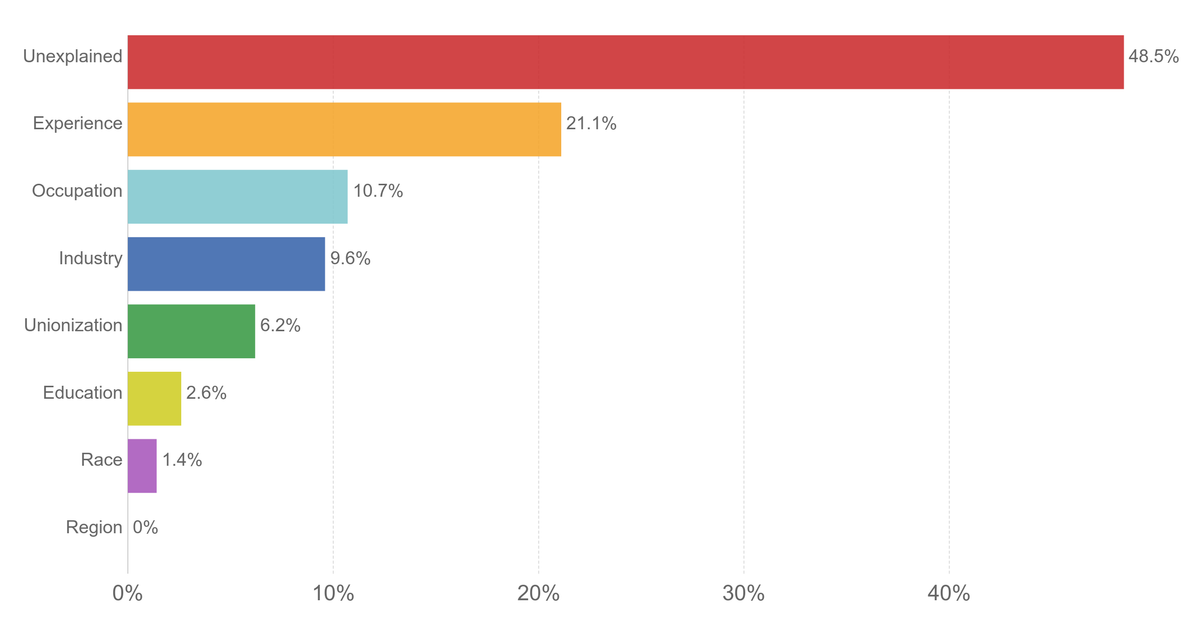 Unexplained 48.5%
Experience 21.1%
Occupation 10.7%
Industry 9.6%
Unionization 6.2%
Education 2.6%
Race 1.4%
Region 0%
0% 10% 20% 30% 40%